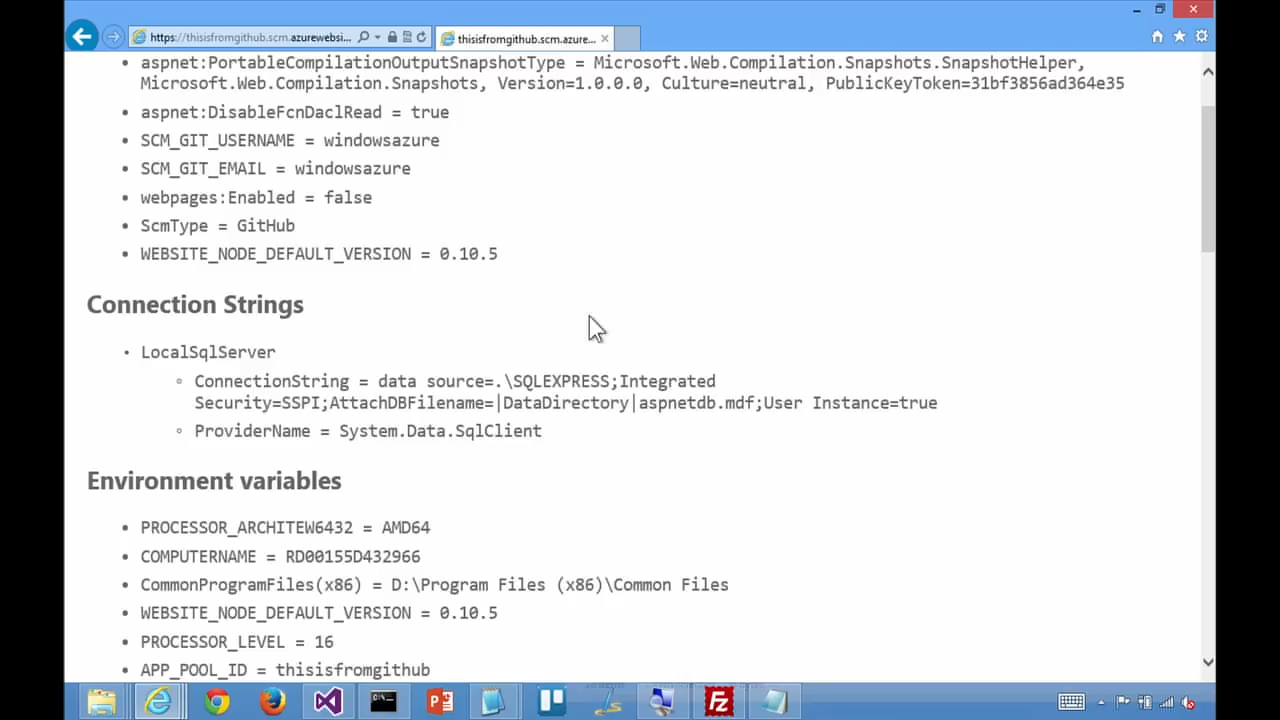 https://thisisfromgithub.scm.azurewebsi...
thisisfromgithub.scm.azure...
aspnet:PortableCompilationOutputSnapshotType = Microsoft.Web.Compilation.Snapshots.SnapshotHelper,
Microsoft.Web.Compilation.Snapshots, Version=1.0.0.0, Culture=neutral, PublicKeyToken=31bf3856ad364e35
aspnet:DisableFcnDaclRead = true
SCM_GIT_USERNAME = windowsazure
SCM_GIT_EMAIL = windowsazure
webpages:Enabled = false
ScmType = GitHub
WEBSITE_NODE_DEFAULT_VERSION = 0.10.5
Connection Strings
LocalSqlServer
ConnectionString = data source=.\SQLEXPRESS;Integrated
Security=SSPI;AttachDBFilename=|DataDirectory|aspnetdb.mdf;User Instance=true
ProviderName = System.Data.SqlClient
Environment variables
PROCESSOR_ARCHITEW6432 = AMD64
COMPUTERNAME = RD00155D432966
CommonProgramFiles(x86) = D:\Program Files (x86)\Common Files
WEBSITE_NODE_DEFAULT_VERSION = 0.10.5
PROCESSOR_LEVEL = 16
APP_POOL_ID = thisisfromgithub